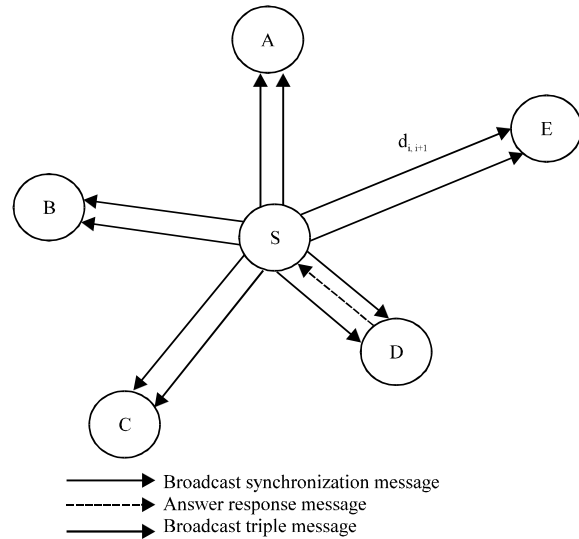 A
E
d i, i+1
B
S
D
C
Broadcast synchronization message
Answer response message
Broadcast triple message